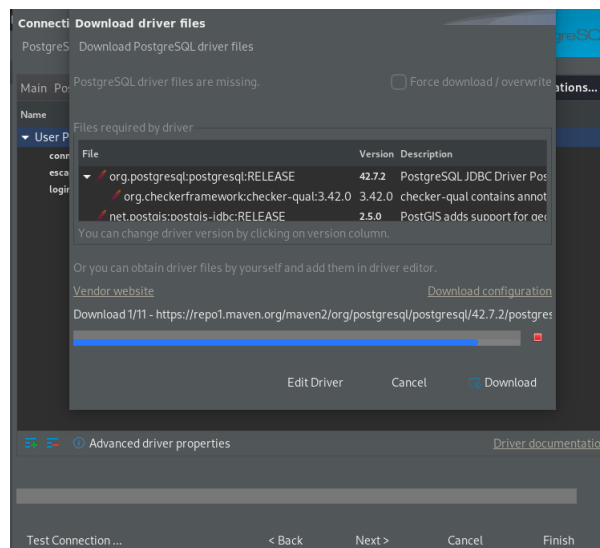 Connecti
Download driver files
PostgreS
Download PostgreSQL driver files
greSQ
PostgreSQL driver files are missing.
Force download / overwrite
Main Pos
ations...
Name
Files required by driver
User P
File Version Description
conn
org.postgresql:postgresql:RELEASE 42.7.2 PostgreSQL JDBC Driver Pos
esca
org.checkerframework:checker-qual:3.42.0 3.42.0 checker-qual contains annot
login
net.postgis:postgis-jdbc:RELEASE 2.5.0 PostGIS adds support for geo
You can change driver version by clicking on version column.
Or you can obtain driver files by yourself and add them in driver editor.
Vendor website Download configuration
Download 1/11 - https://repo1.maven.org/maven2/org/postgresql/postgresql/42.7.2/postgres
Edit Driver Cancel Download
Advanced driver properties Driver documentatio
Test Connection ... < Back Next > Cancel Finish